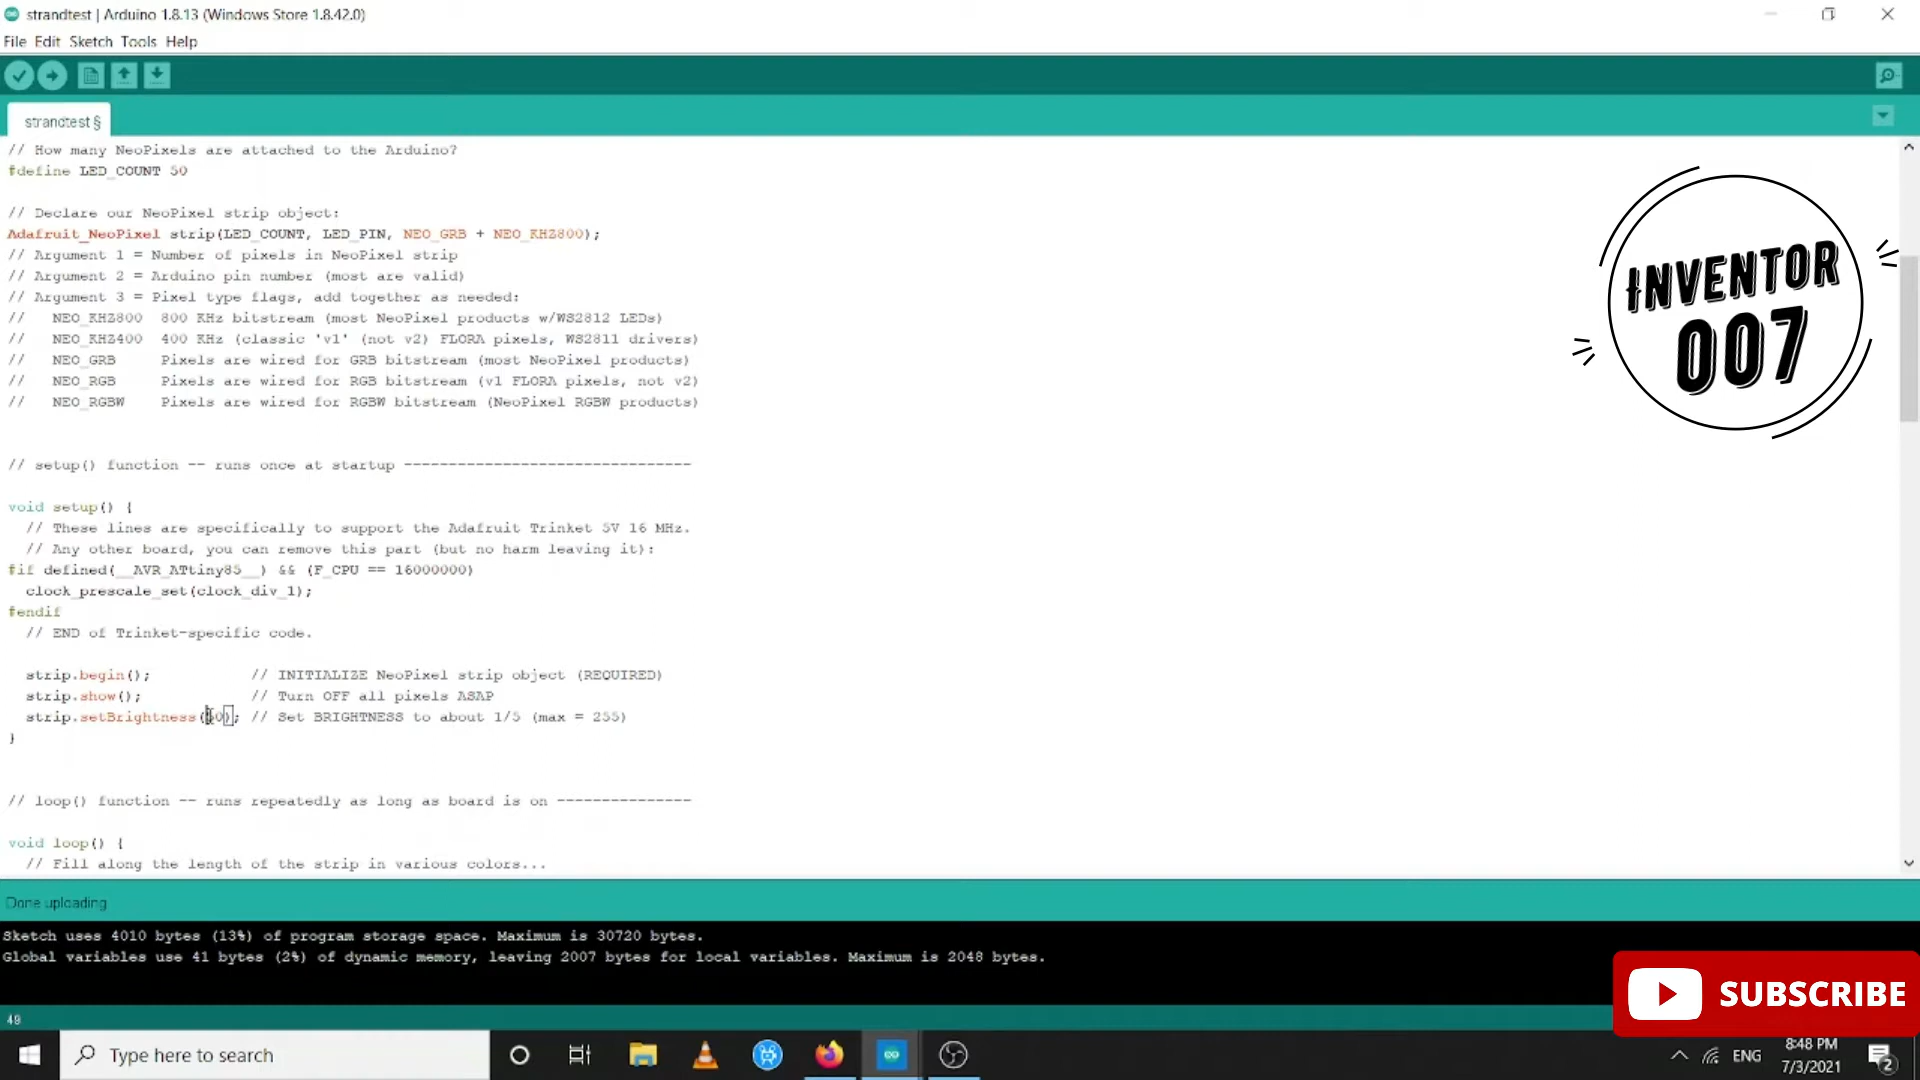 strandtest | Arduino 1.8.13 (Windows Store 1.8.42.0)
File Edit Sketch Tools Help
strandtest §
// How many NeoPixels are attached to the Arduino?
#define LED_COUNT 50
// Declare our NeoPixel strip object:
Adafruit_NeoPixel strip(LED_COUNT, LED_PIN, NEO_GRB + NEO_KHZ800);
// Argument 1 = Number of pixels in NeoPixel strip
// Argument 2 = Arduino pin number (most are valid)
// Argument 3 = Pixel type flags, add together as needed:
//   NEO_KHZ800  800 KHz bitstream (most NeoPixel products w/WS2812 LEDs)
//   NEO_KHZ400  400 KHz (classic 'v1' (not v2) FLORA pixels, WS2811 drivers)
//   NEO_GRB     Pixels are wired for GRB bitstream (most NeoPixel products)
//   NEO_RGB     Pixels are wired for RGB bitstream (v1 FLORA pixels, not v2)
//   NEO_RGBW    Pixels are wired for RGBW bitstream (NeoPixel RGBW products)
// setup() function -- runs once at startup --------------------------------
void setup() {
  // These lines are specifically to support the Adafruit Trinket 5V 16 MHz.
  // Any other board, you can remove this part (but no harm leaving it):
#if defined(__AVR_ATtiny85__) && (F_CPU == 16000000)
  clock_prescale_set(clock_div_1);
#endif
  // END of Trinket-specific code.
  strip.begin();           // INITIALIZE NeoPixel strip object (REQUIRED)
  strip.show();            // Turn OFF all pixels ASAP
  strip.setBrightness(0); // Set BRIGHTNESS to about 1/5 (max = 255)
}
// loop() function -- runs repeatedly as long as board is on ---------------
void loop() {
  // Fill along the length of the strip in various colors...
Done uploading
Sketch uses 4010 bytes (13%) of program storage space. Maximum is 30720 bytes.
Global variables use 41 bytes (2%) of dynamic memory, leaving 2007 bytes for local variables. Maximum is 2048 bytes.
49
INVENTOR
007
SUBSCRIBE
Type here to search
ENG
8:48 PM
7/3/2021
2